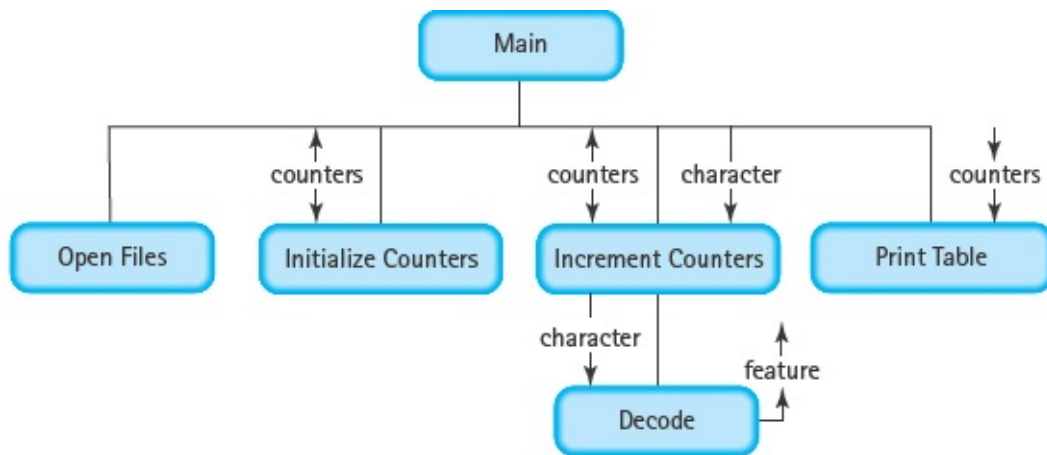 Main
counters
counters
character
counters
Open Files
Initialize Counters
Increment Counters
Print Table
character
feature
Decode